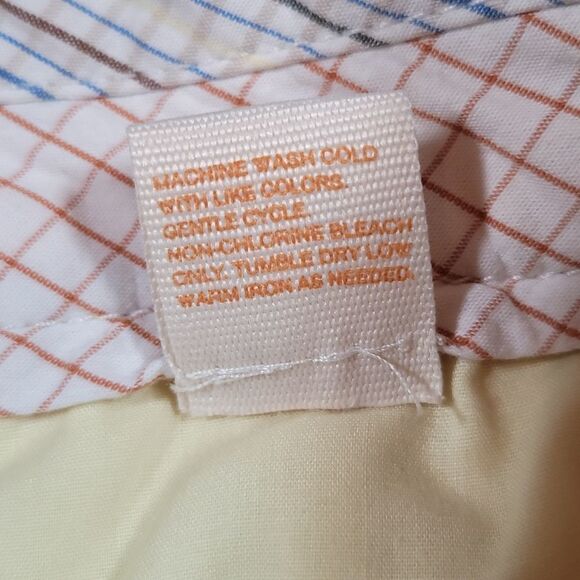 MACHINE WASH COLD
WITH LIKE COLORS.
GENTLE CYCLE.
NON-CHLORINE BLEACH
ONLY. TUMBLE DRY LOW.
WARM IRON AS NEEDED.